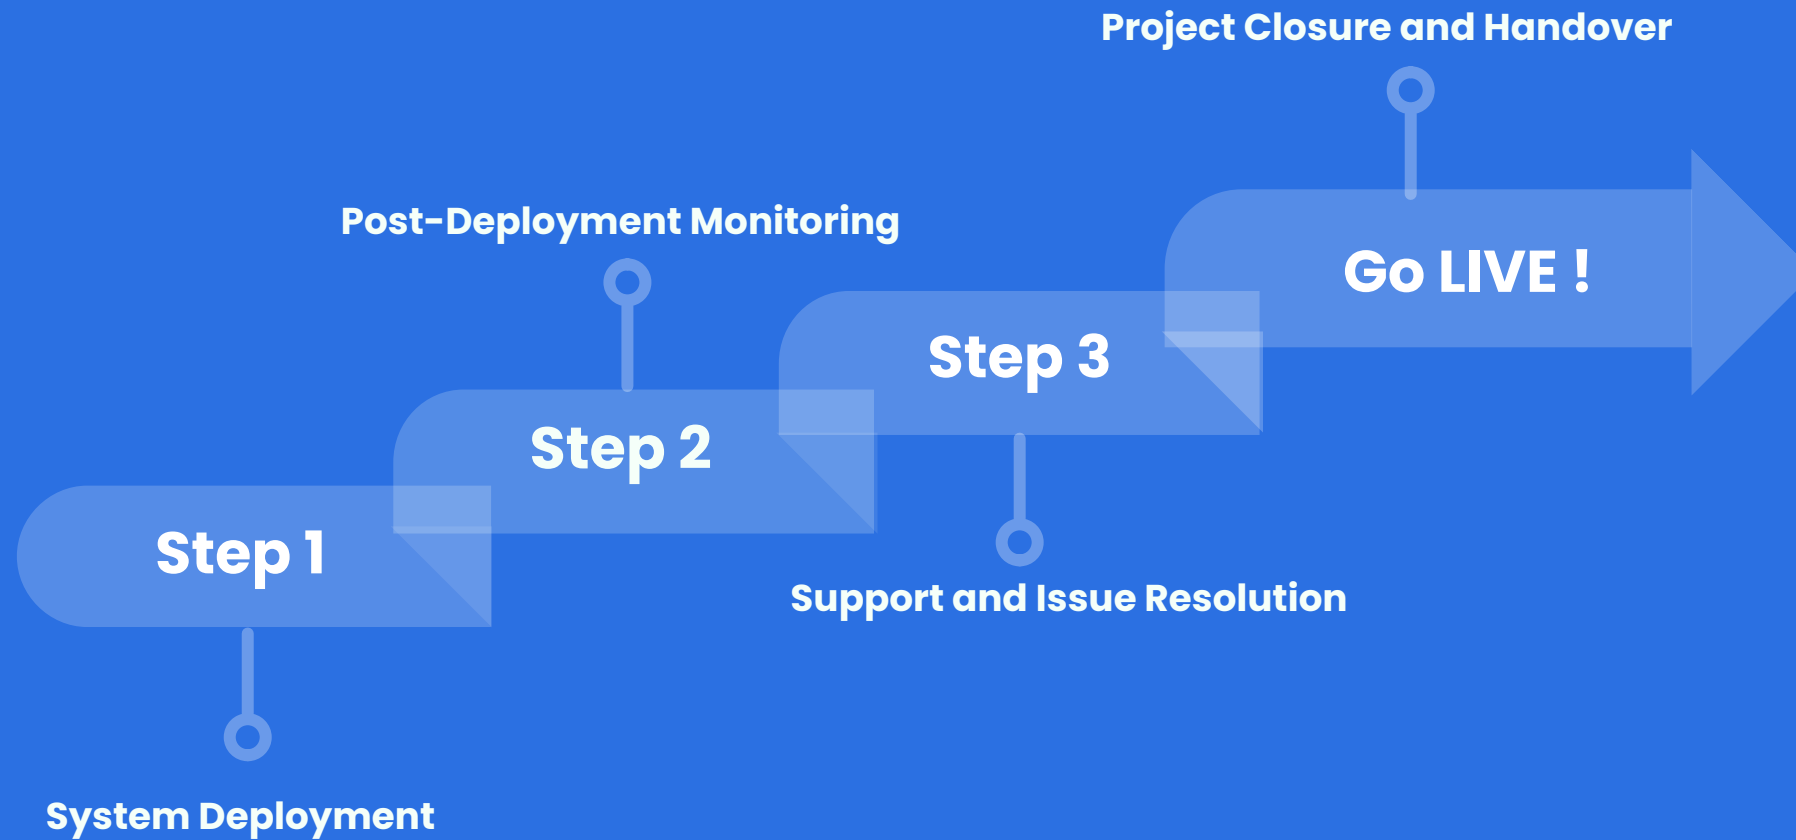 Project Closure and Handover
Post-Deployment Monitoring
Go LIVE !
Step 3
Step 2
Step 1
Support and Issue Resolution
System Deployment